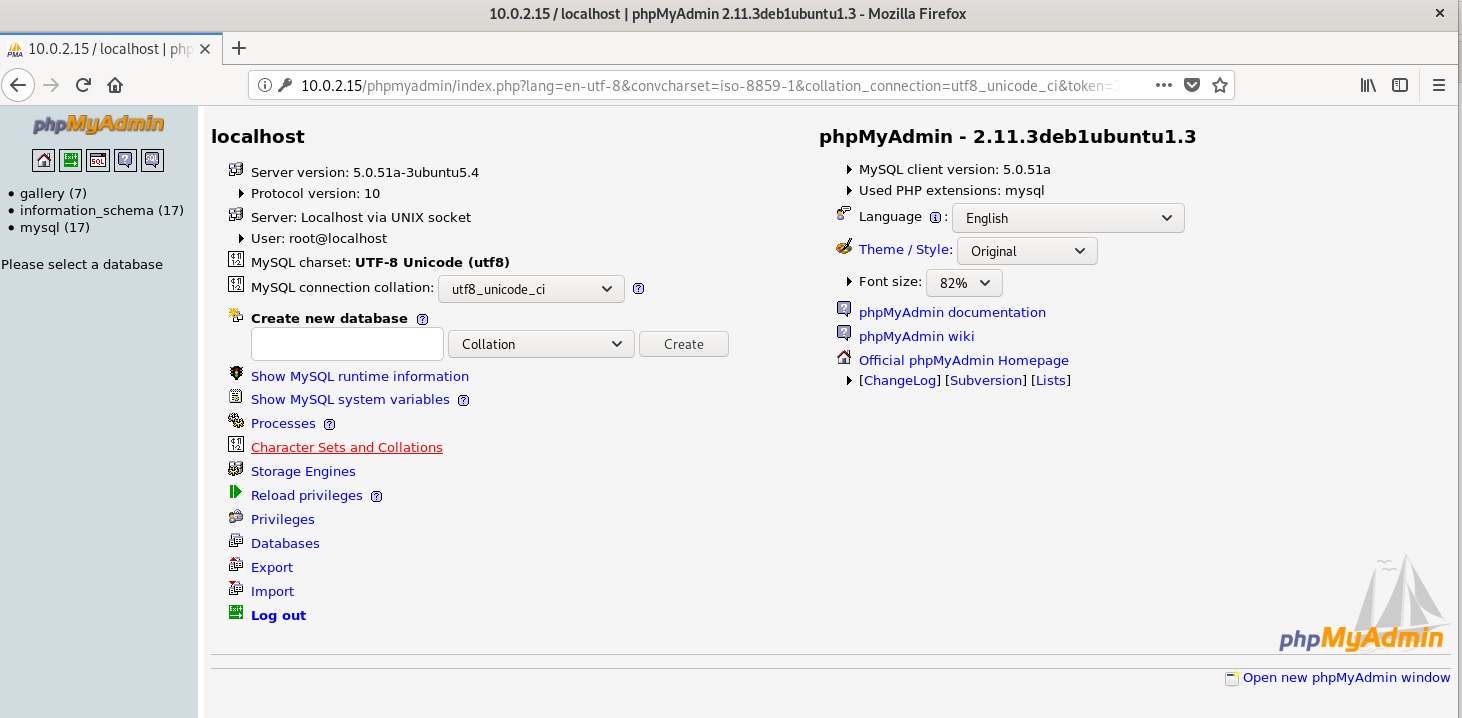 10.0.2.15 / localhost | phpMyAdmin 2.11.3deb1ubuntu1.3 - Mozilla Firefox
10.0.2.15 / localhost | php
10.0.2.15/phpmyadmin/index.php?lang=en-utf-8&convcharset=iso-8859-1&collation_connection=utf8_unicode_ci&token=
phpMyAdmin
gallery (7)
information_schema (17)
mysql (17)
Please select a database
localhost
Server version: 5.0.51a-3ubuntu5.4
Protocol version: 10
Server: Localhost via UNIX socket
User: root@localhost
MySQL charset: UTF-8 Unicode (utf8)
MySQL connection collation: utf8_unicode_ci
Create new database
Collation Create
Show MySQL runtime information
Show MySQL system variables
Processes
Character Sets and Collations
Storage Engines
Reload privileges
Privileges
Databases
Export
Import
Log out
phpMyAdmin - 2.11.3deb1ubuntu1.3
MySQL client version: 5.0.51a
Used PHP extensions: mysql
Language : English
Theme / Style: Original
Font size: 82%
phpMyAdmin documentation
phpMyAdmin wiki
Official phpMyAdmin Homepage
[ChangeLog] [Subversion] [Lists]
phpMyAdmin
Open new phpMyAdmin window